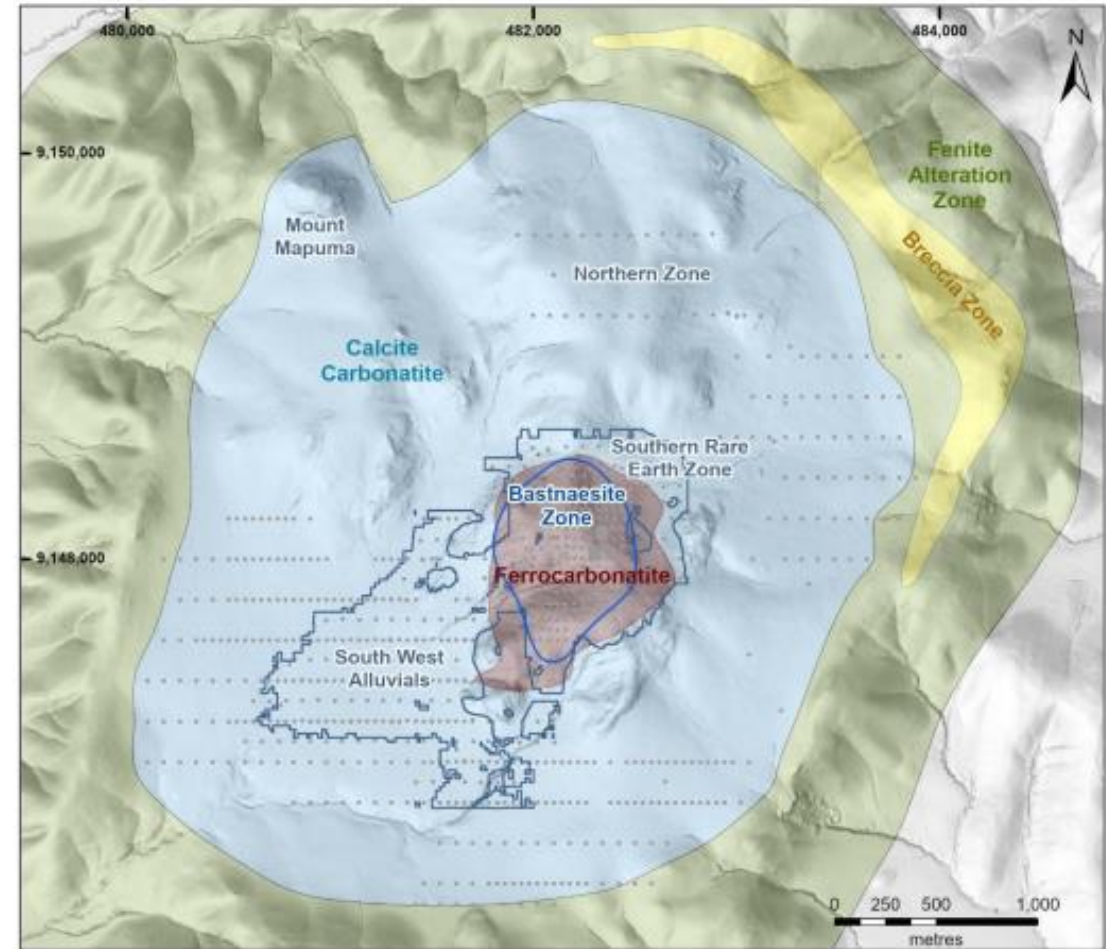 480,000
482,000
484,000
N
9,150,000
9,148,000
Fenite
Alteration
Zone
Mount
Mapuma
Breccia Zone
Northern Zone
Calcite
Carbonatite
Southern Rare
Earth Zone
Bastnaesite
Zone
Ferrocarbonatite
South West
Alluvials
0 250 500 1,000
metres